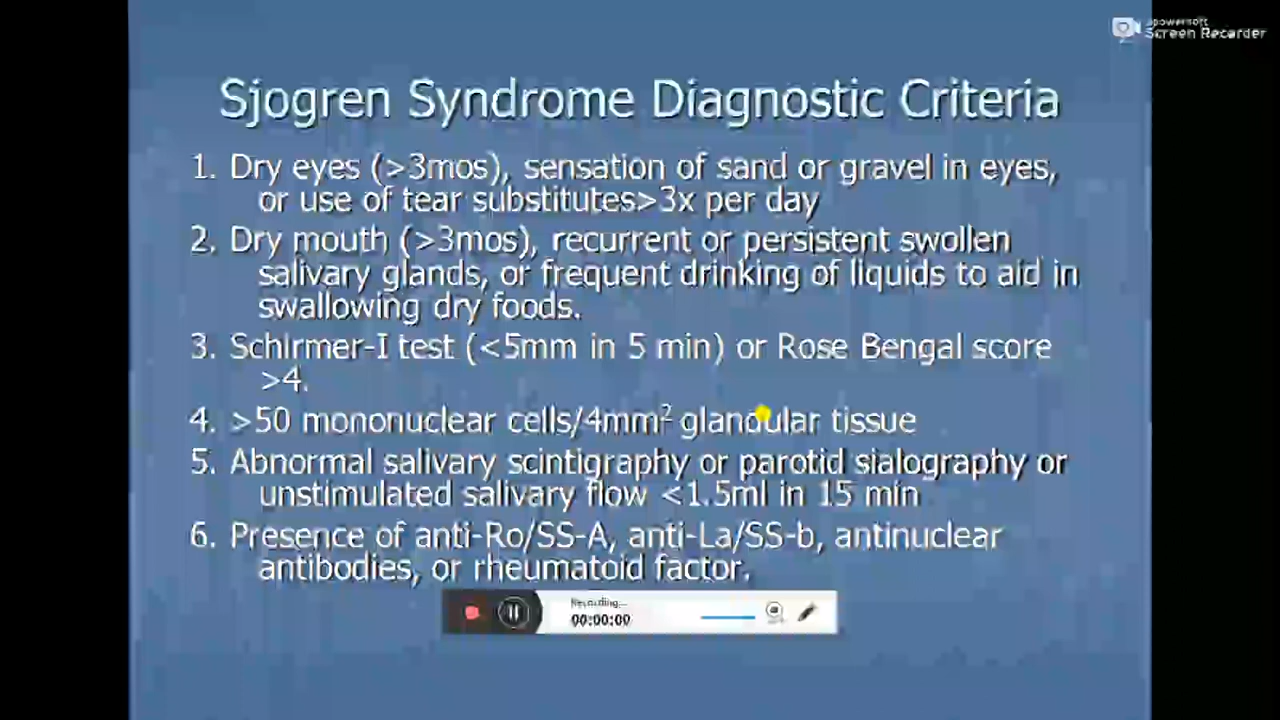 Apowersoft
Screen Recorder
Sjogren Syndrome Diagnostic Criteria
1. Dry eyes (>3mos), sensation of sand or gravel in eyes,
or use of tear substitutes>3x per day
2. Dry mouth (>3mos), recurrent or persistent swollen
salivary glands, or frequent drinking of liquids to aid in
swallowing dry foods.
3. Schirmer-I test (<5mm in 5 min) or Rose Bengal score
>4.
4. >50 mononuclear cells/4mm² glandular tissue
5. Abnormal salivary scintigraphy or parotid sialography or
unstimulated salivary flow <1.5ml in 15 min
6. Presence of anti-Ro/SS-A, anti-La/SS-b, antinuclear
antibodies, or rheumatoid factor.
Recording...
00:00:00